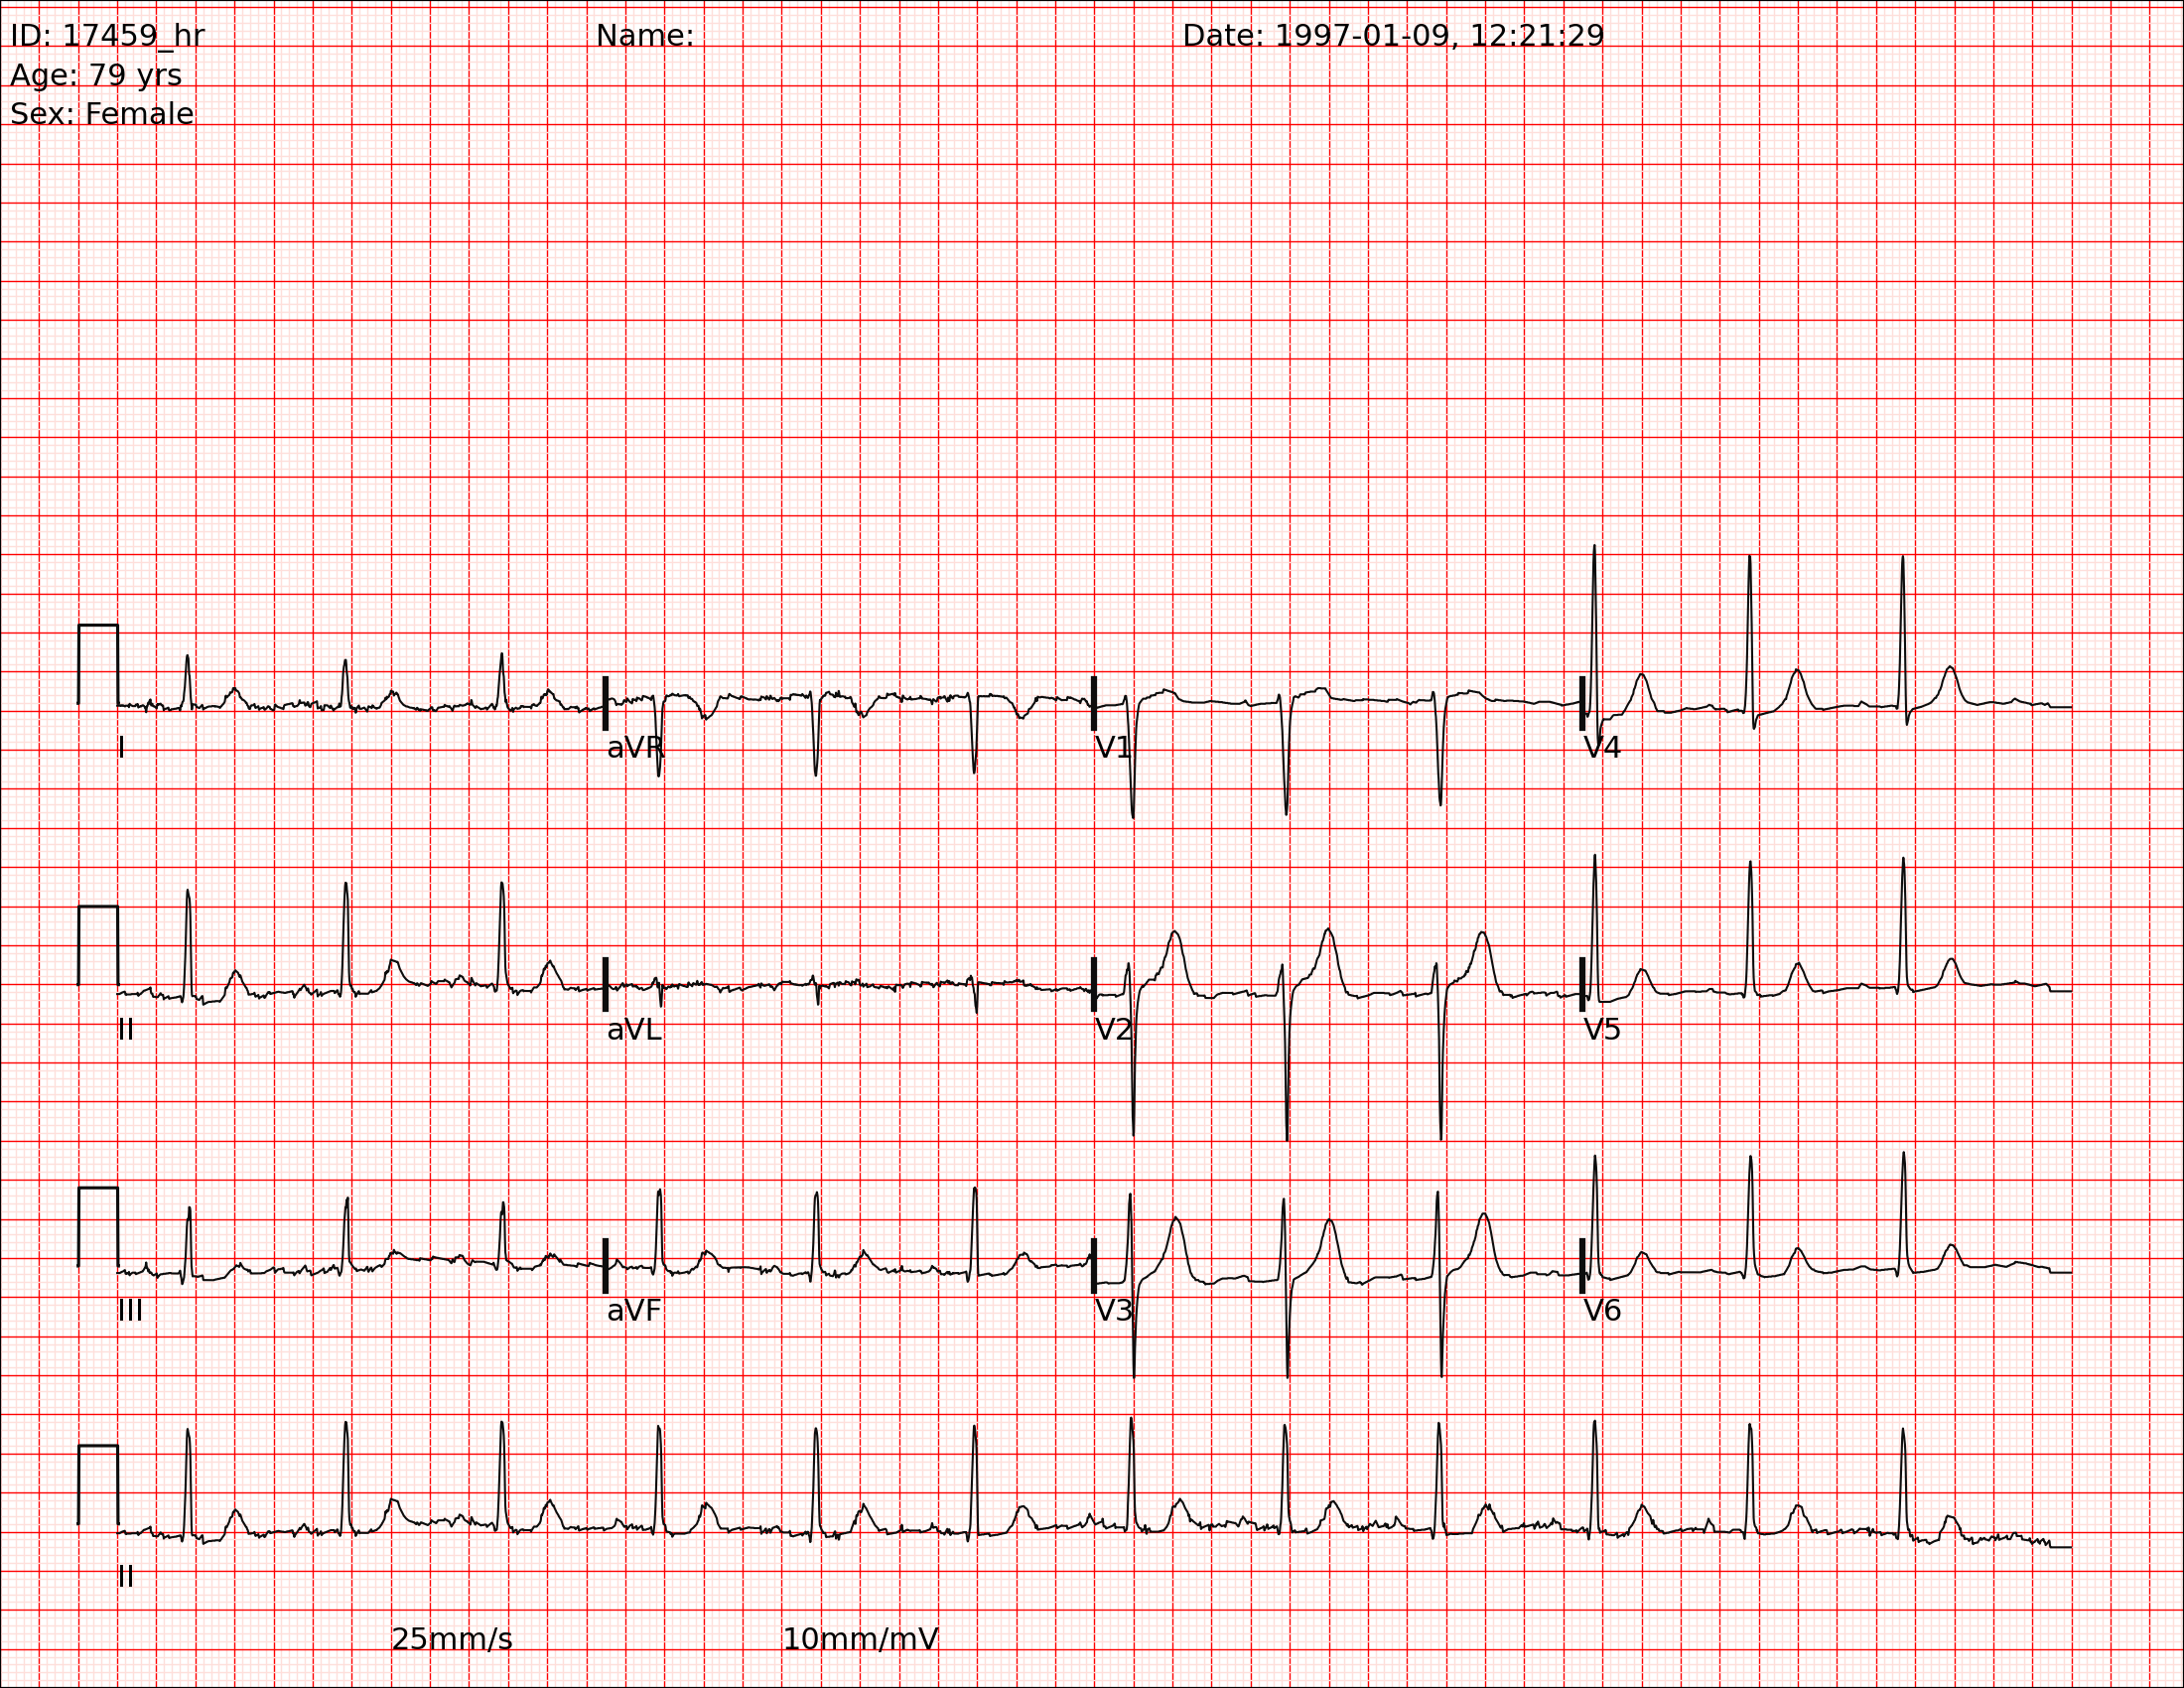 ID: 17459_hr Name: Date: 1997-01-09, 12:21:29
Age: 79 yrs
Sex: Female
I aVR V1 V4
II aVL V2 V5
III aVF V3 V6
II
25mm/s 10mm/mV